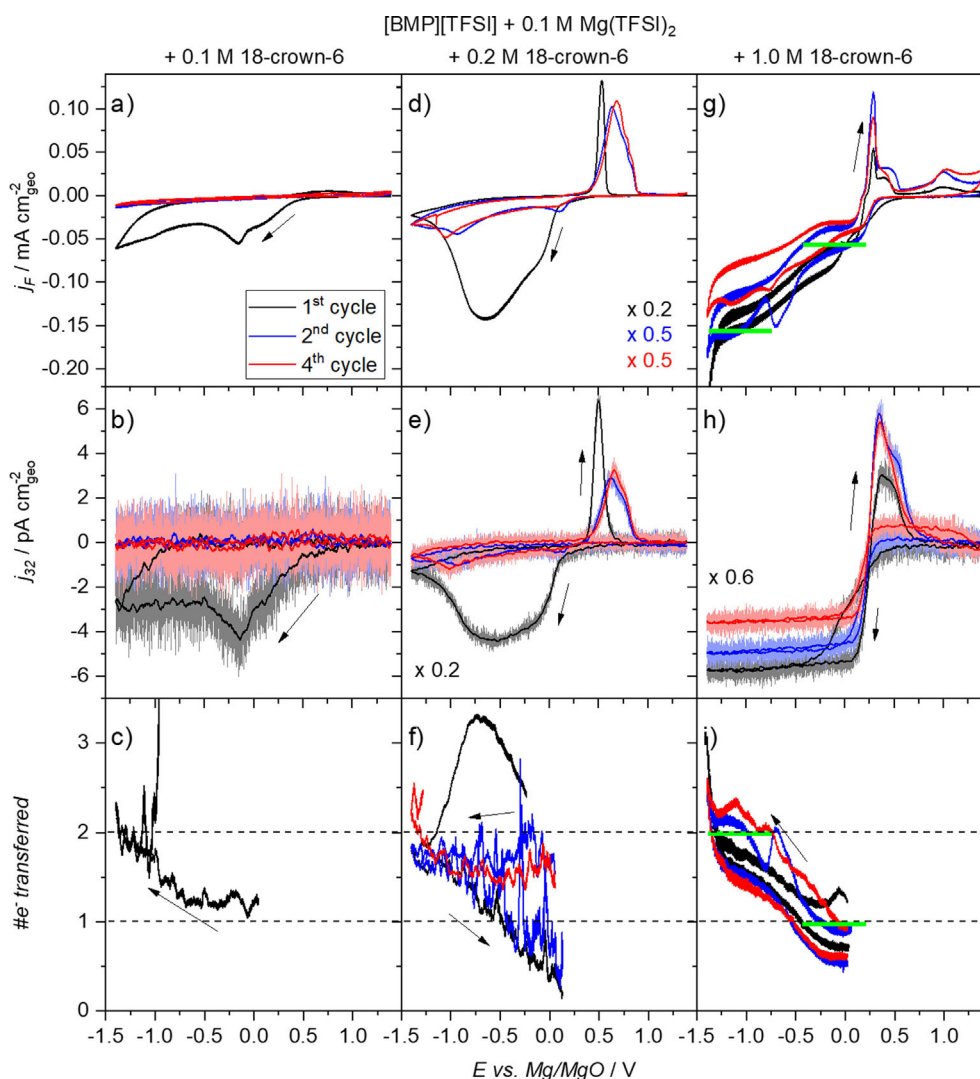 [BMP][TFSI] + 0.1 M Mg(TFSI)₂
+ 0.1 M 18-crown-6 + 0.2 M 18-crown-6 + 1.0 M 18-crown-6
a) d) g)
0.10
0.05
0.00
-0.05
-0.10
-0.15
-0.20
j_F / mA cm⁻²_geo
1ˢᵗ cycle
2ⁿᵈ cycle
4ᵗʰ cycle
x 0.2
x 0.5
x 0.5
b) e) h)
6
4
2
0
-2
-4
-6
j₃₂ / pA cm⁻²_geo
x 0.2
x 0.6
c) f) i)
3
2
1
0
#e⁻ transferred
-1.5 -1.0 -0.5 0.0 0.5 1.0 -1.5 -1.0 -0.5 0.0 0.5 1.0 -1.5 -1.0 -0.5 0.0 0.5 1.0
E vs. Mg/MgO / V